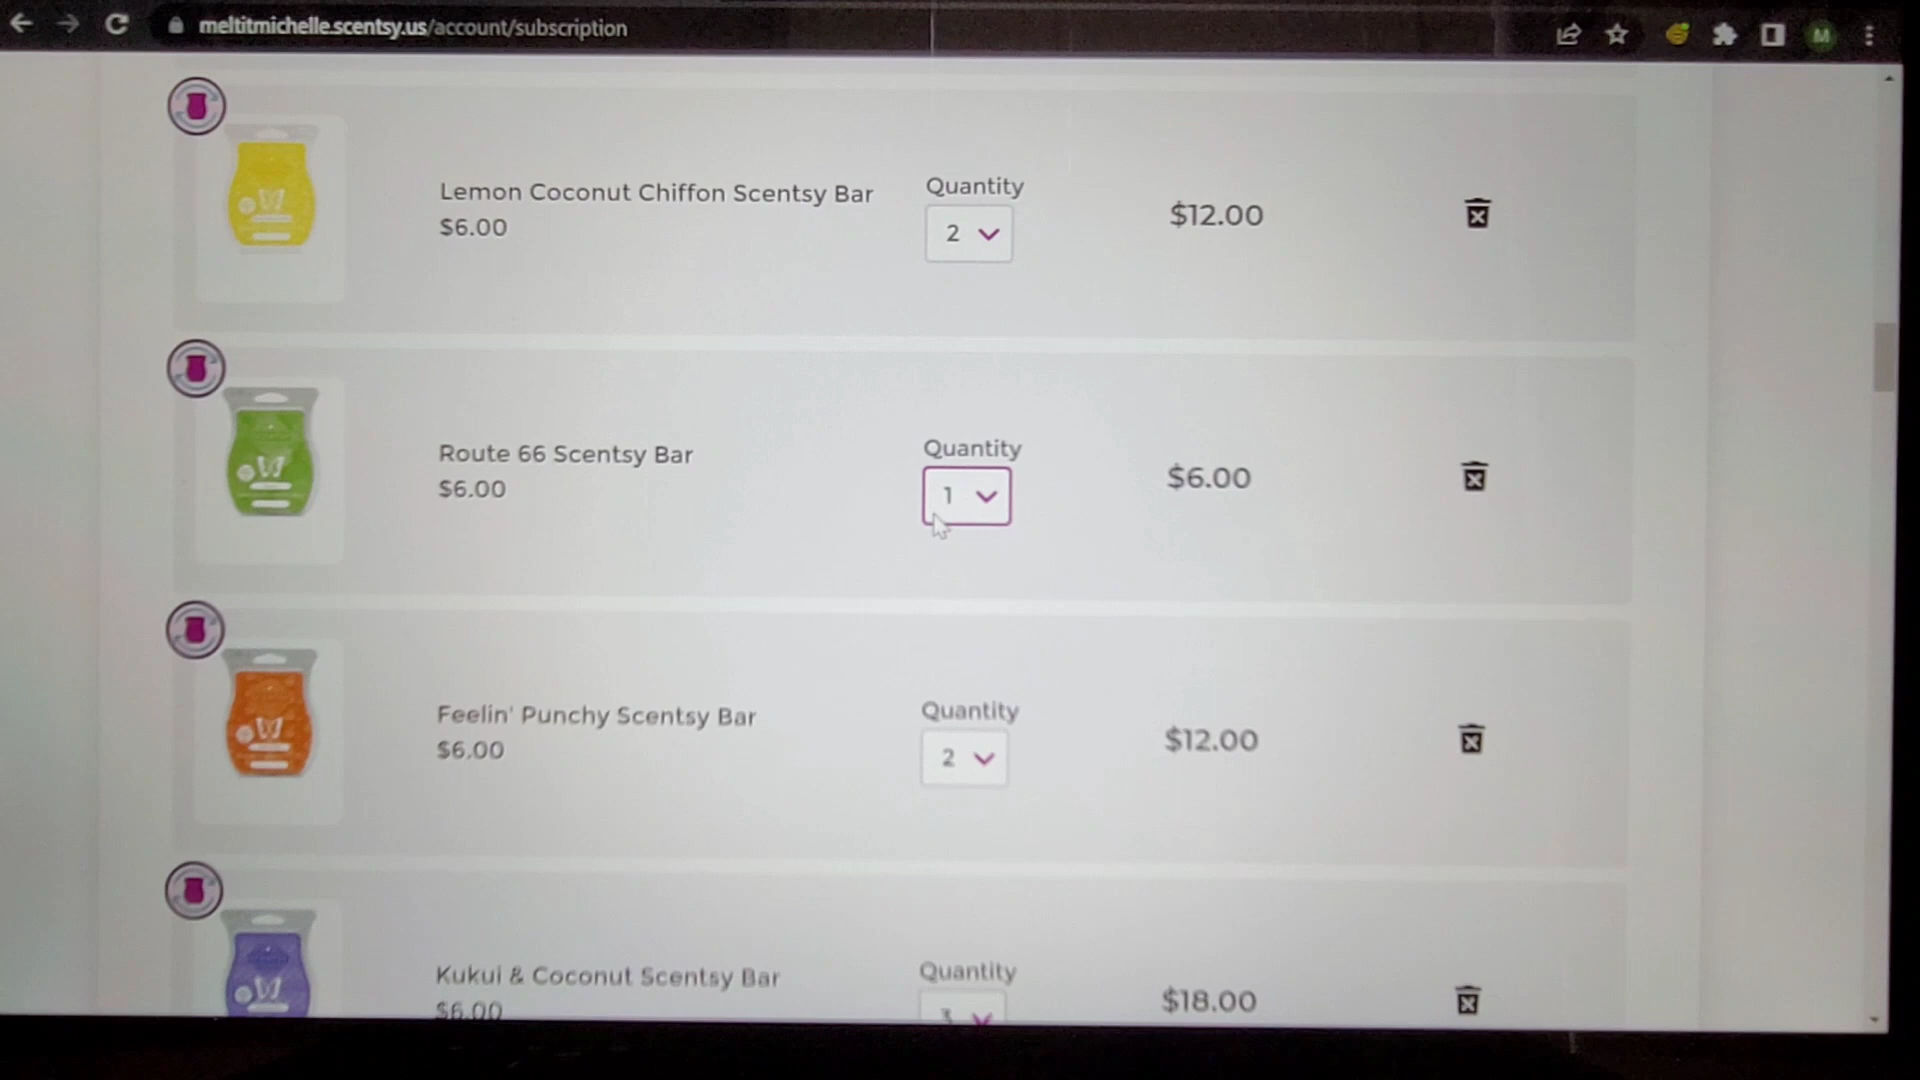 meltitmichelle.scentsy.us/account/subscription
M
Lemon Coconut Chiffon Scentsy Bar
$6.00
Quantity
2
$12.00
Route 66 Scentsy Bar
$6.00
Quantity
1
$6.00
Feelin' Punchy Scentsy Bar
$6.00
Quantity
2
$12.00
Kukui & Coconut Scentsy Bar
$6.00
Quantity
3
$18.00